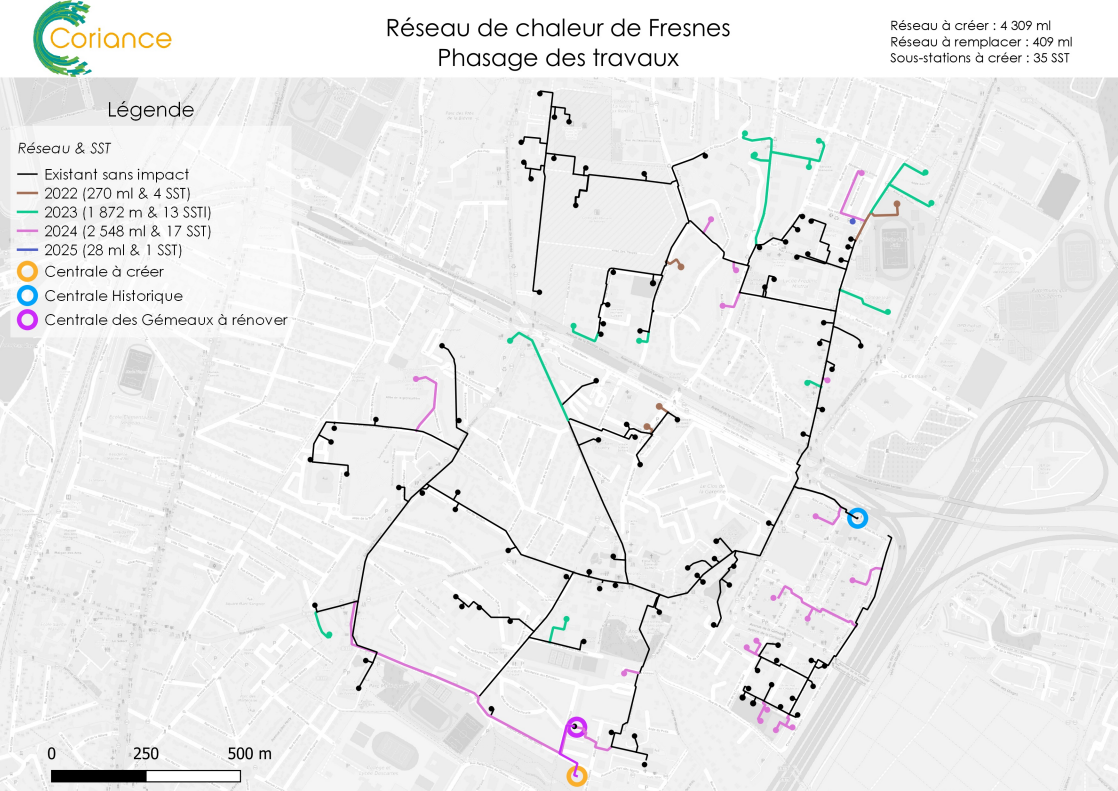 Coriance
Réseau de chaleur de Fresnes
Phasage des travaux
Réseau à créer : 4 309 ml
Réseau à remplacer : 409 ml
Sous-stations à créer : 35 SST
Légende
Réseau & SST
Existant sans impact
2022 (270 ml & 4 SST)
2023 (1 872 m & 13 SSTl)
2024 (2 548 ml & 17 SST)
2025 (28 ml & 1 SST)
Centrale à créer
Centrale Historique
Centrale des Gémeaux à rénover
0 250 500 m